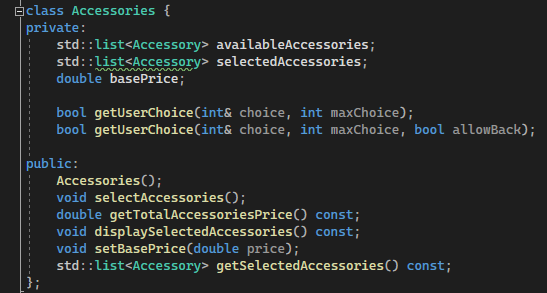 class Accessories {
private:
    std::list<Accessory> availableAccessories;
    std::list<Accessory> selectedAccessories;
    double basePrice;

    bool getUserChoice(int& choice, int maxChoice);
    bool getUserChoice(int& choice, int maxChoice, bool allowBack);

public:
    Accessories();
    void selectAccessories();
    double getTotalAccessoriesPrice() const;
    void displaySelectedAccessories() const;
    void setBasePrice(double price);
    std::list<Accessory> getSelectedAccessories() const;
};